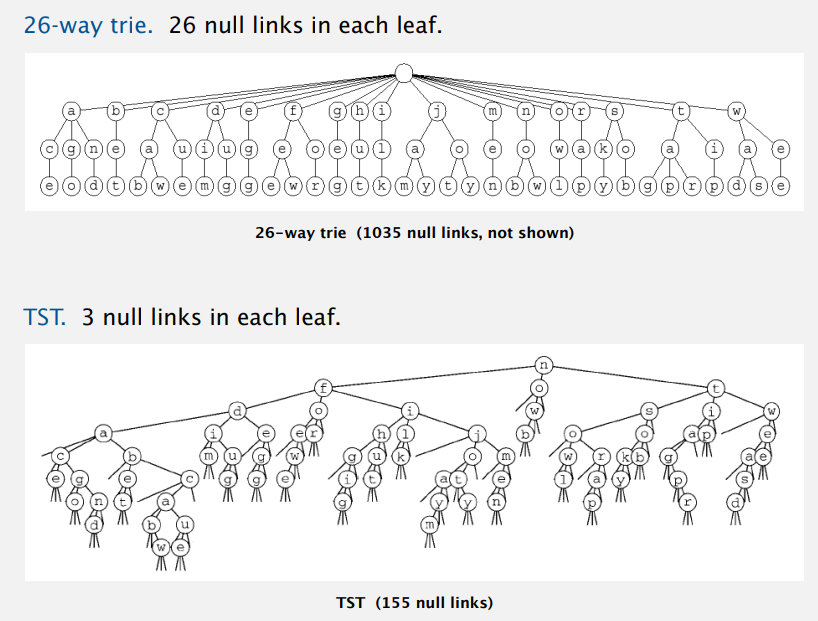 26-way trie. 26 null links in each leaf.
a b c d e f g h i j m n o r s t w
c g n e a u i u g e o e u l a o e o w a k o a i a e
e o d t b w e m g g e w r g t k m y t y n b w l p y b g p r p d s e
26-way trie (1035 null links, not shown)
TST. 3 null links in each leaf.
n
f o t
d o i w s i w
a i e e r h l j b o o a p e
c b m u g w g u k o m w r k b g a e
e g e c g g e i t a t e l a y p s
o n t a g y y n p r d
d b u m
w e
TST (155 null links)